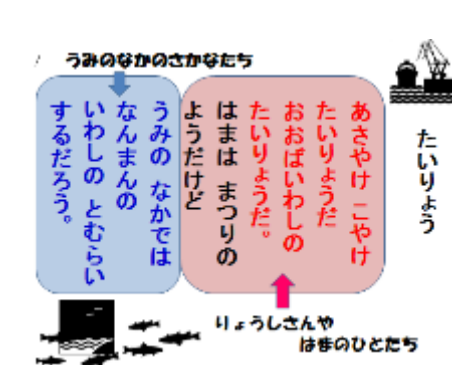 たいりょう
あさやけ こやけ
たいりょうだ
おおばいわしの
たいりょうだ。
はまは まつりの
ようだけど
うみの なかでは
なんまんの
いわしの とむらい
するだろう。
うみのなかのさかなたち
りょうしさんや
はまのひとたち